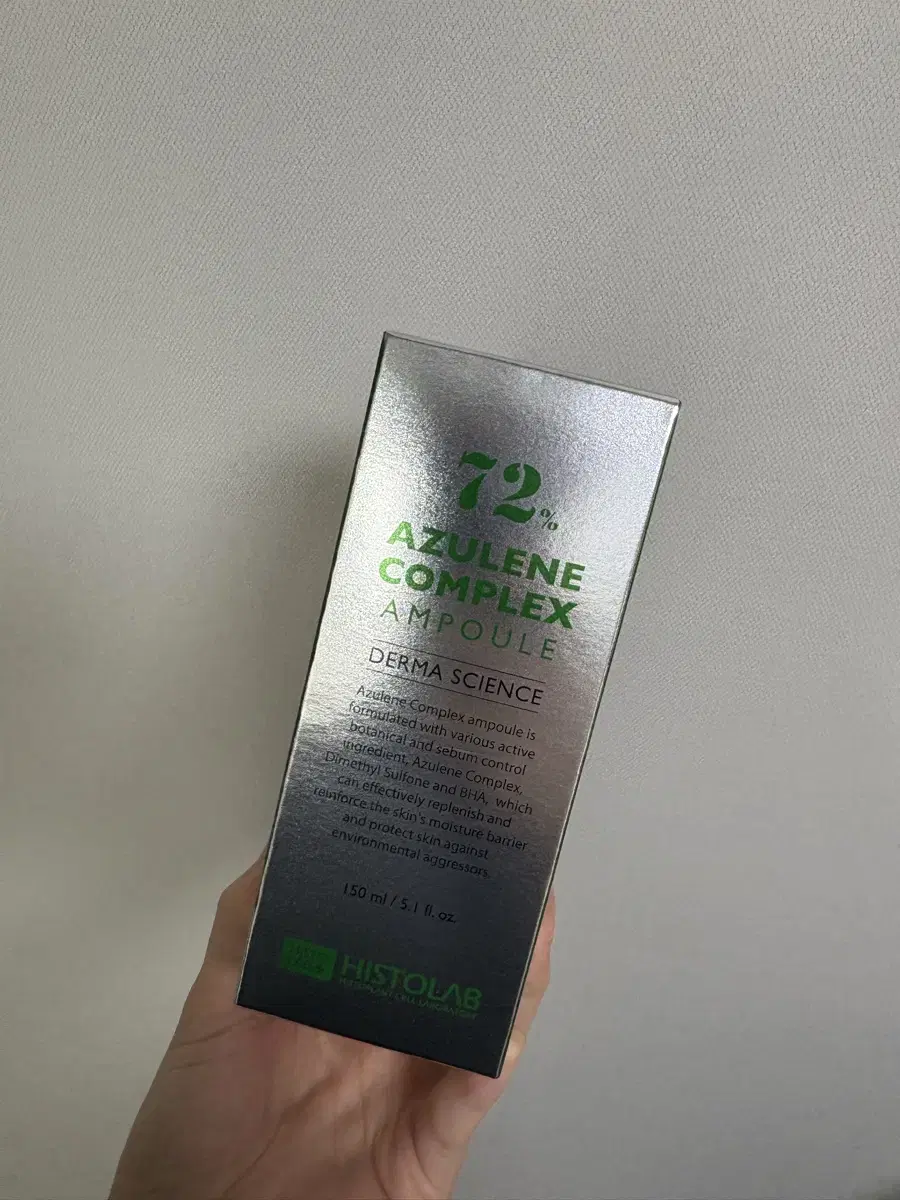 72%
AZULENE
COMPLEX
AMPOULE
DERMA SCIENCE
Azulene Complex ampoule is
formulated with various active
botanical and sebum control
ingredient, Azulene Complex,
Dimethyl Sulfone and BHA, which
can effectively replenish and
reinforce the skin's moisture barrier
and protect skin against
environmental aggressors.
150 ml / 5.1 fl. oz.
HISTOLAB